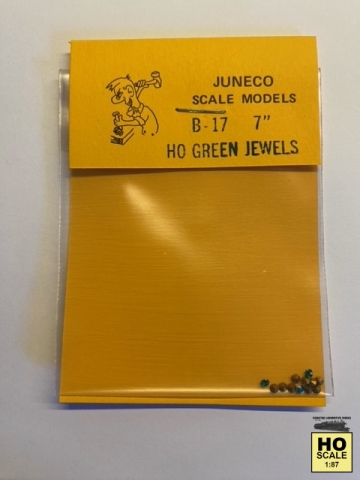 JUNECO
SCALE MODELS
B-17 7"
HO GREEN JEWELS
HO
SCALE
1:87